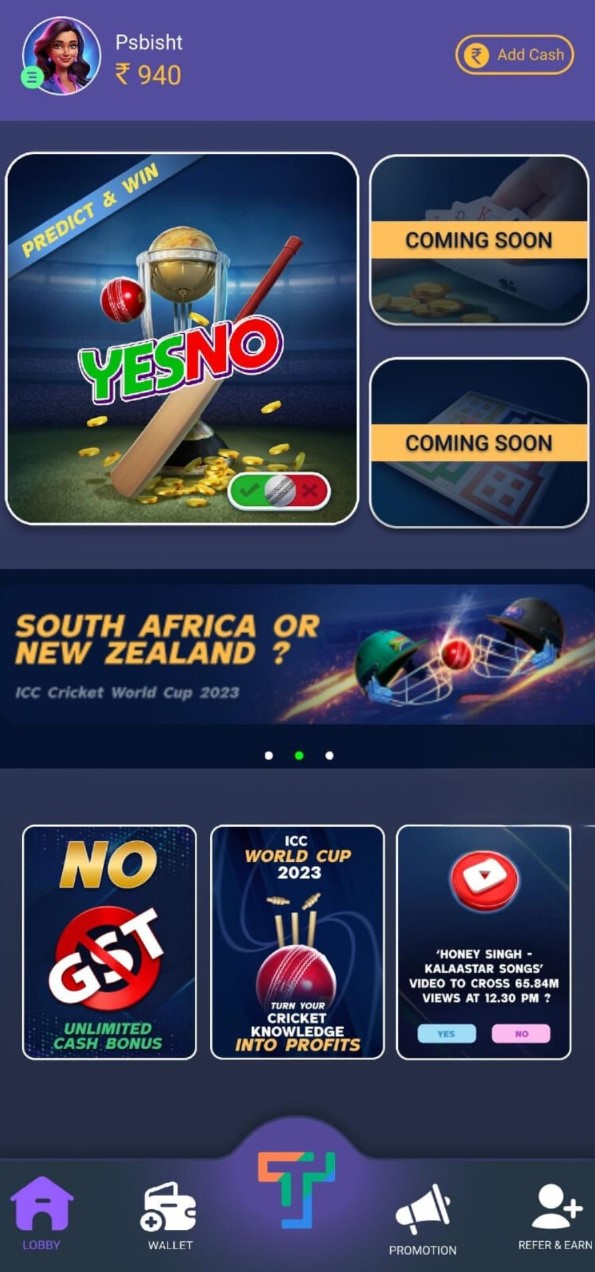 Psbisht
₹ 940
Add Cash
PREDICT & WIN
YESNO
COMING SOON
COMING SOON
SOUTH AFRICA OR
NEW ZEALAND ?
ICC Cricket World Cup 2023
NO
GST
UNLIMITED
CASH BONUS
ICC
WORLD CUP
2023
TURN YOUR
CRICKET
KNOWLEDGE
INTO PROFITS
'HONEY SINGH -
KALAASTAR SONGS'
VIDEO TO CROSS 65.84M
VIEWS AT 12.30 PM ?
YES
NO
LOBBY
WALLET
PROMOTION
REFER & EARN